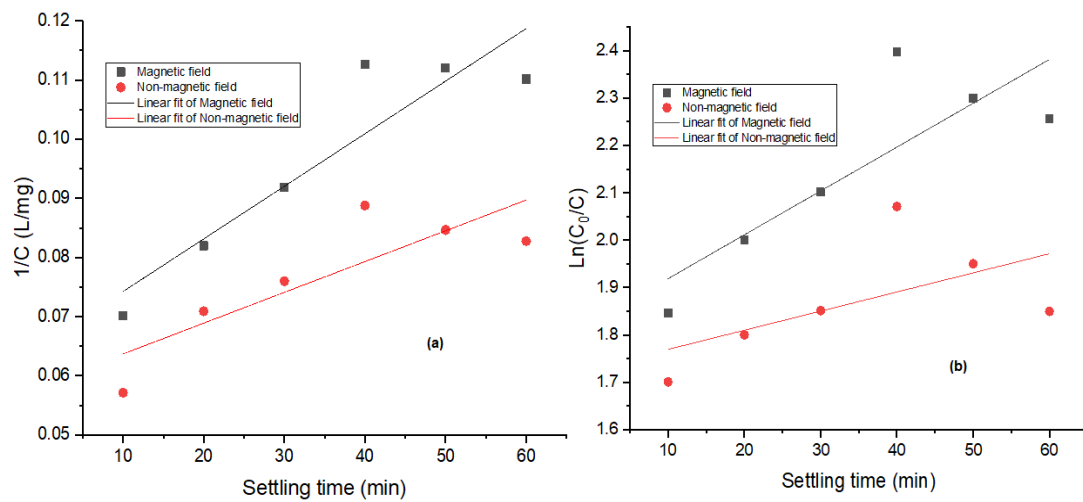 0.12
0.11
0.10
0.09
0.08
0.07
0.06
0.05
1/C (L/mg)
Magnetic field
Non-magnetic field
Linear fit of Magnetic field
Linear fit of Non-magnetic field
(a)
10 20 30 40 50 60
Settling time (min)
2.4
2.3
2.2
2.1
2.0
1.9
1.8
1.7
1.6
Ln(C₀/C)
Magnetic field
Non-magnetic field
Linear fit of Magnetic field
Linear fit of Non-magnetic field
(b)
10 20 30 40 50 60
Settling time (min)